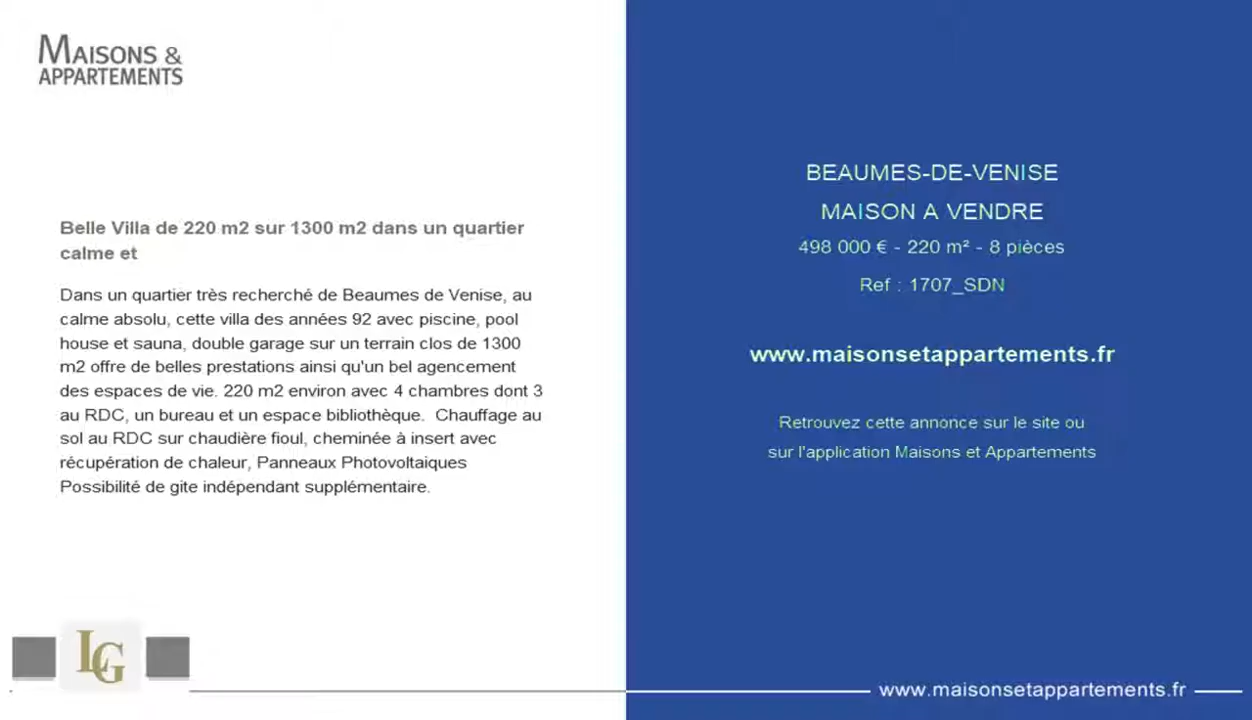 MAISONS &
APPARTEMENTS
Belle Villa de 220 m2 sur 1300 m2 dans un quartier
calme et
Dans un quartier très recherché de Beaumes de Venise, au
calme absolu, cette villa des années 92 avec piscine, pool
house et sauna, double garage sur un terrain clos de 1300
m2 offre de belles prestations ainsi qu'un bel agencement
des espaces de vie. 220 m2 environ avec 4 chambres dont 3
au RDC, un bureau et un espace bibliothèque.  Chauffage au
sol au RDC sur chaudière fioul, cheminée à insert avec
récupération de chaleur, Panneaux Photovoltaiques
Possibilité de gite indépendant supplémentaire.
LG
BEAUMES-DE-VENISE
MAISON A VENDRE
498 000 € - 220 m² - 8 pièces
Ref : 1707_SDN
www.maisonsetappartements.fr
Retrouvez cette annonce sur le site ou
sur l'application Maisons et Appartements
www.maisonsetappartements.fr